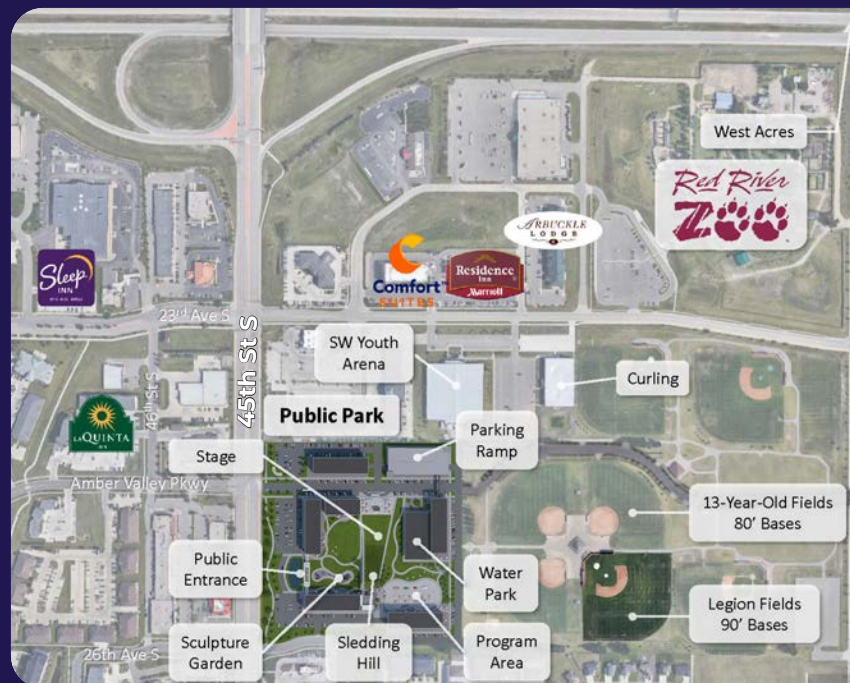 West Acres
Red River
ZOO
ARBUCKLE
LODGE
Sleep
INN
Comfort
SUITES
Residence
Inn
Marriott
23rd Ave S
45th St S
46th St S
SW Youth
Arena
Curling
LAQUINTA
INN
Public Park
Stage
Parking
Ramp
Amber Valley Pkwy
13-Year-Old Fields
80' Bases
Public
Entrance
Water
Park
Legion Fields
90' Bases
Sculpture
Garden
Sledding
Hill
Program
Area
26th Ave S